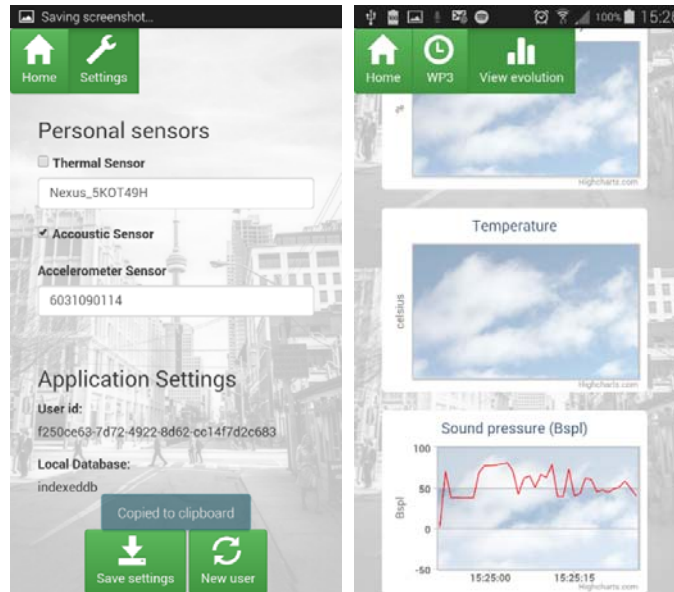 Saving screenshot...
Home
Settings
Personal sensors
Thermal Sensor
Nexus_5KOT49H
Accoustic Sensor
Accelerometer Sensor
6031090114
Application Settings
User id:
f250ce63-7d72-4922-8d62-cc14f7d2c683
Local Database:
indexeddb
Copied to clipboard
Save settings
New user
100%
Home
WP3
View evolution
%
Highcharts.com
Temperature
celsius
Highcharts.com
Sound pressure (Bspl)
Bspl
100
50
0
-50
15:25:00
15:25:15
Highcharts.com